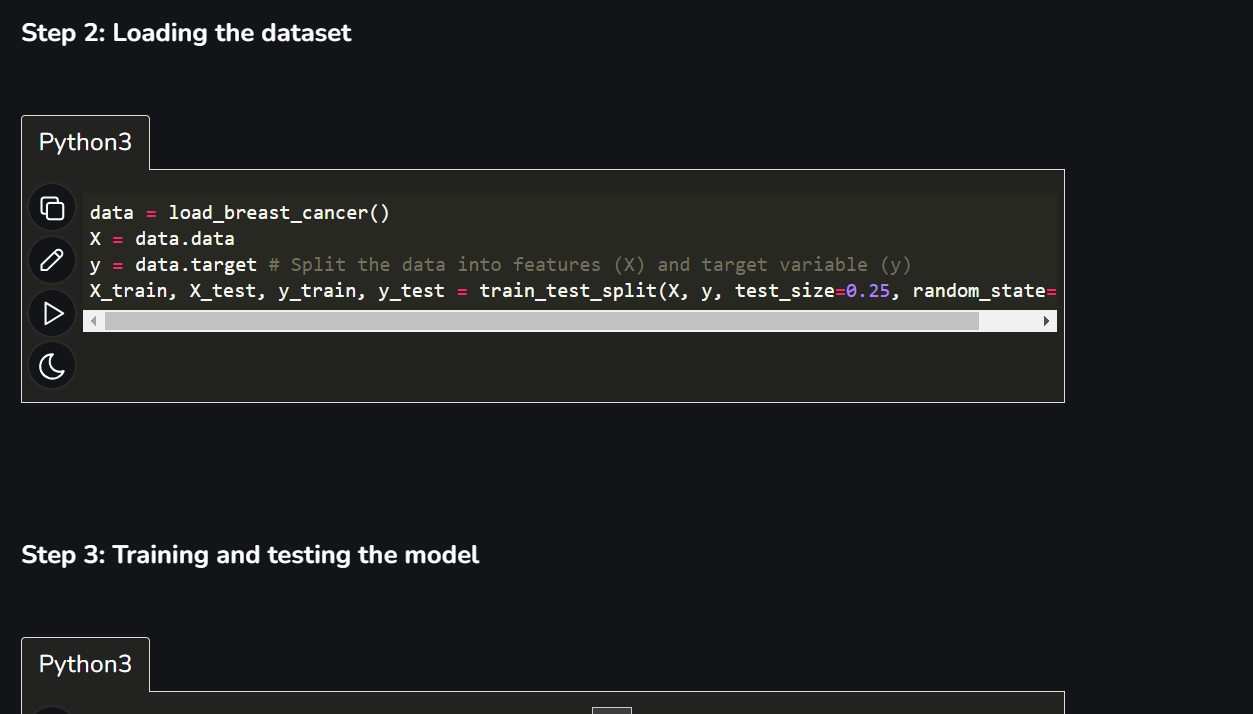 Step 2: Loading the dataset
Python3
data = load_breast_cancer()
X = data.data
y = data.target # Split the data into features (X) and target variable (y)
X_train, X_test, y_train, y_test = train_test_split(X, y, test_size=0.25, random_state=
Step 3: Training and testing the model
Python3